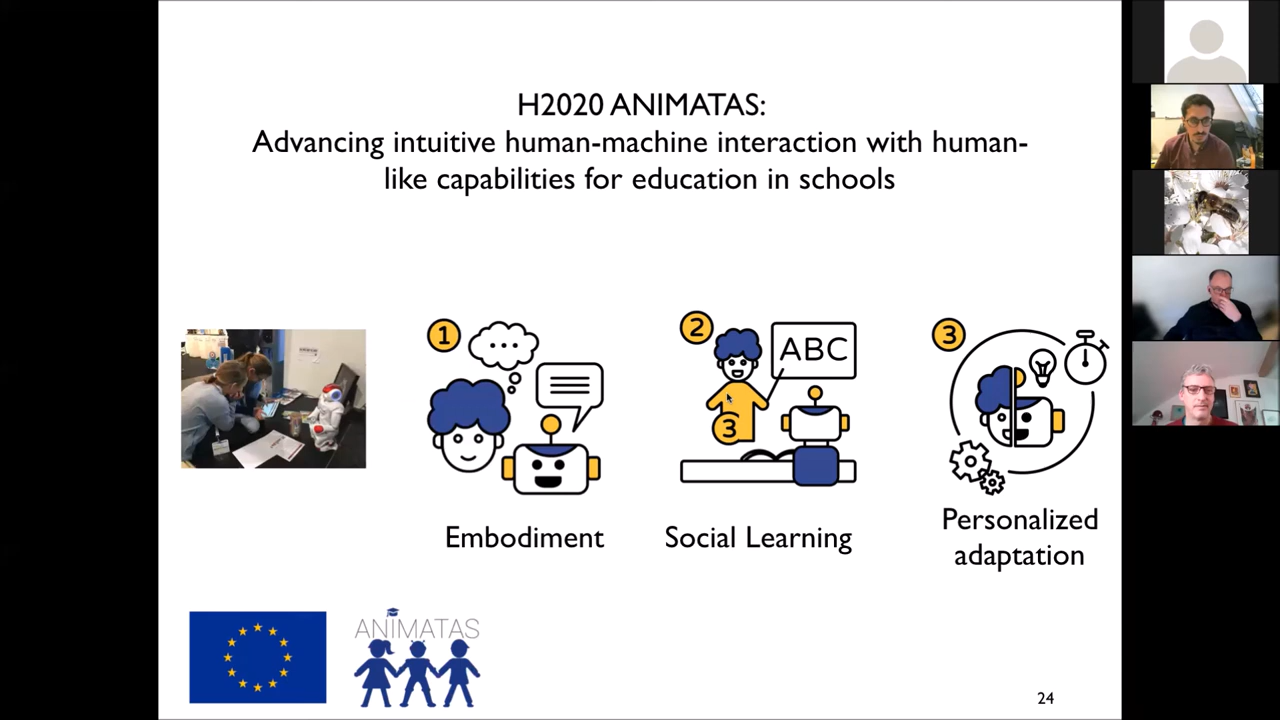 H2020 ANIMATAS:
Advancing intuitive human-machine interaction with human-
like capabilities for education in schools
1
2
ABC
3
3
Embodiment
Social Learning
Personalized
adaptation
ANIMATAS
24